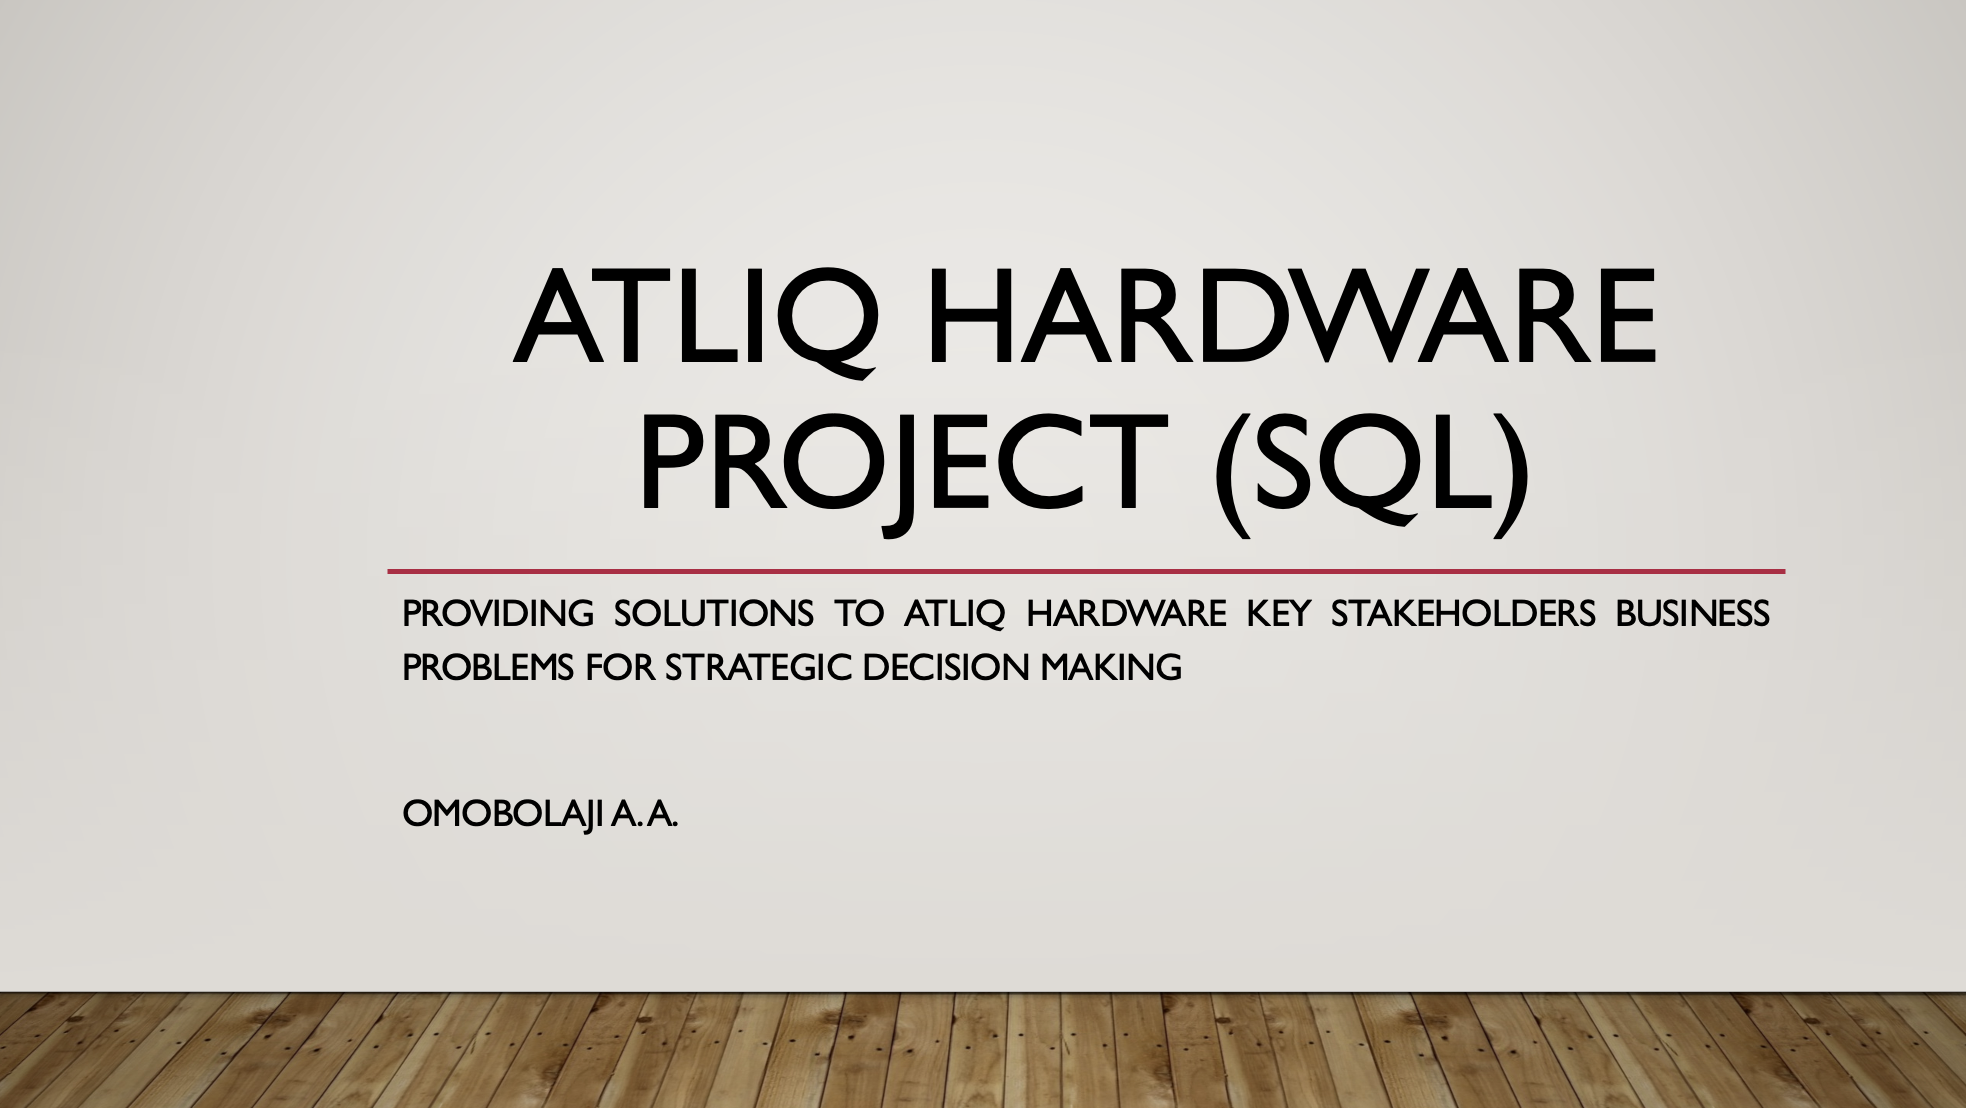 ATLIQ HARDWARE
PROJECT (SQL)
PROVIDING SOLUTIONS TO ATLIQ HARDWARE KEY STAKEHOLDERS BUSINESS
PROBLEMS FOR STRATEGIC DECISION MAKING
OMOBOLAJI A. A.